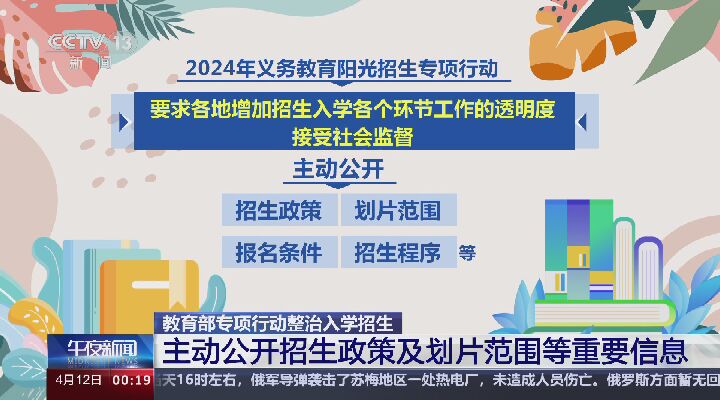 CCTV 13
新闻
2024年义务教育阳光招生专项行动
要求各地增加招生入学各个环节工作的透明度
接受社会监督
主动公开
招生政策 划片范围
报名条件 招生程序 等
教育部专项行动整治入学招生
午夜新闻
MIDNIGHT NEWS
主动公开招生政策及划片范围等重要信息
4月12日 00:19
当天16时左右，俄军导弹袭击了苏梅地区一处热电厂，未造成人员伤亡。俄罗斯方面暂无回